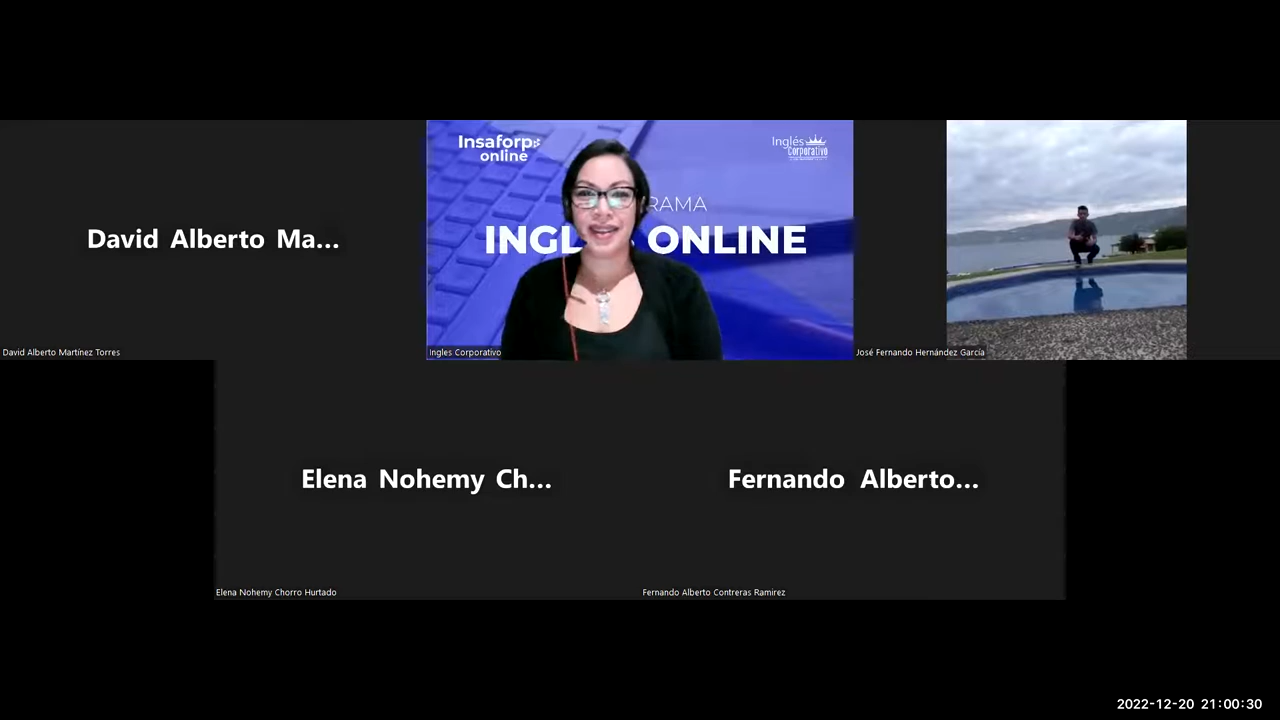 David Alberto Ma...
David Alberto Martínez Torres
Insaforp
online
Inglés
Corporativo
RAMA
INGL ONLINE
Ingles Corporativo
José Fernando Hernández García
Elena Nohemy Ch...
Elena Nohemy Chorro Hurtado
Fernando Alberto...
Fernando Alberto Contreras Ramirez
2022-12-20 21:00:30